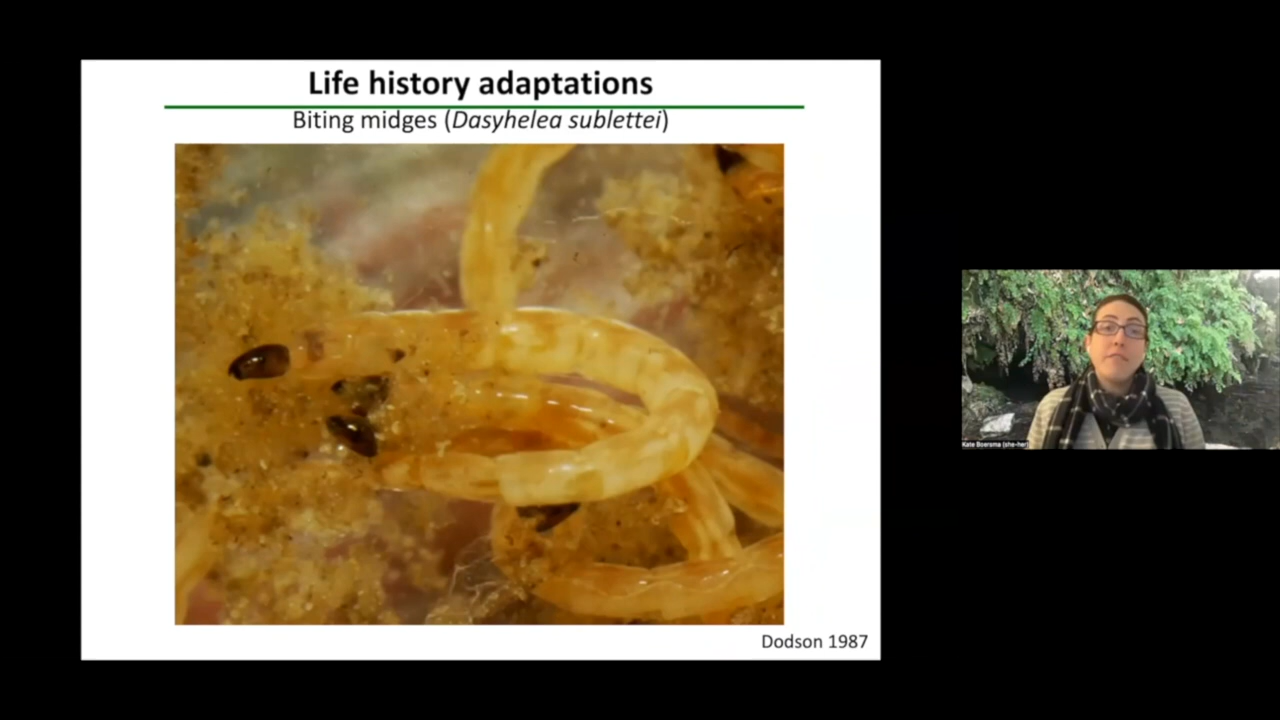 Life history adaptations
Biting midges (Dasyhelea sublettei)
Dodson 1987
Kate Boersma (she-her)